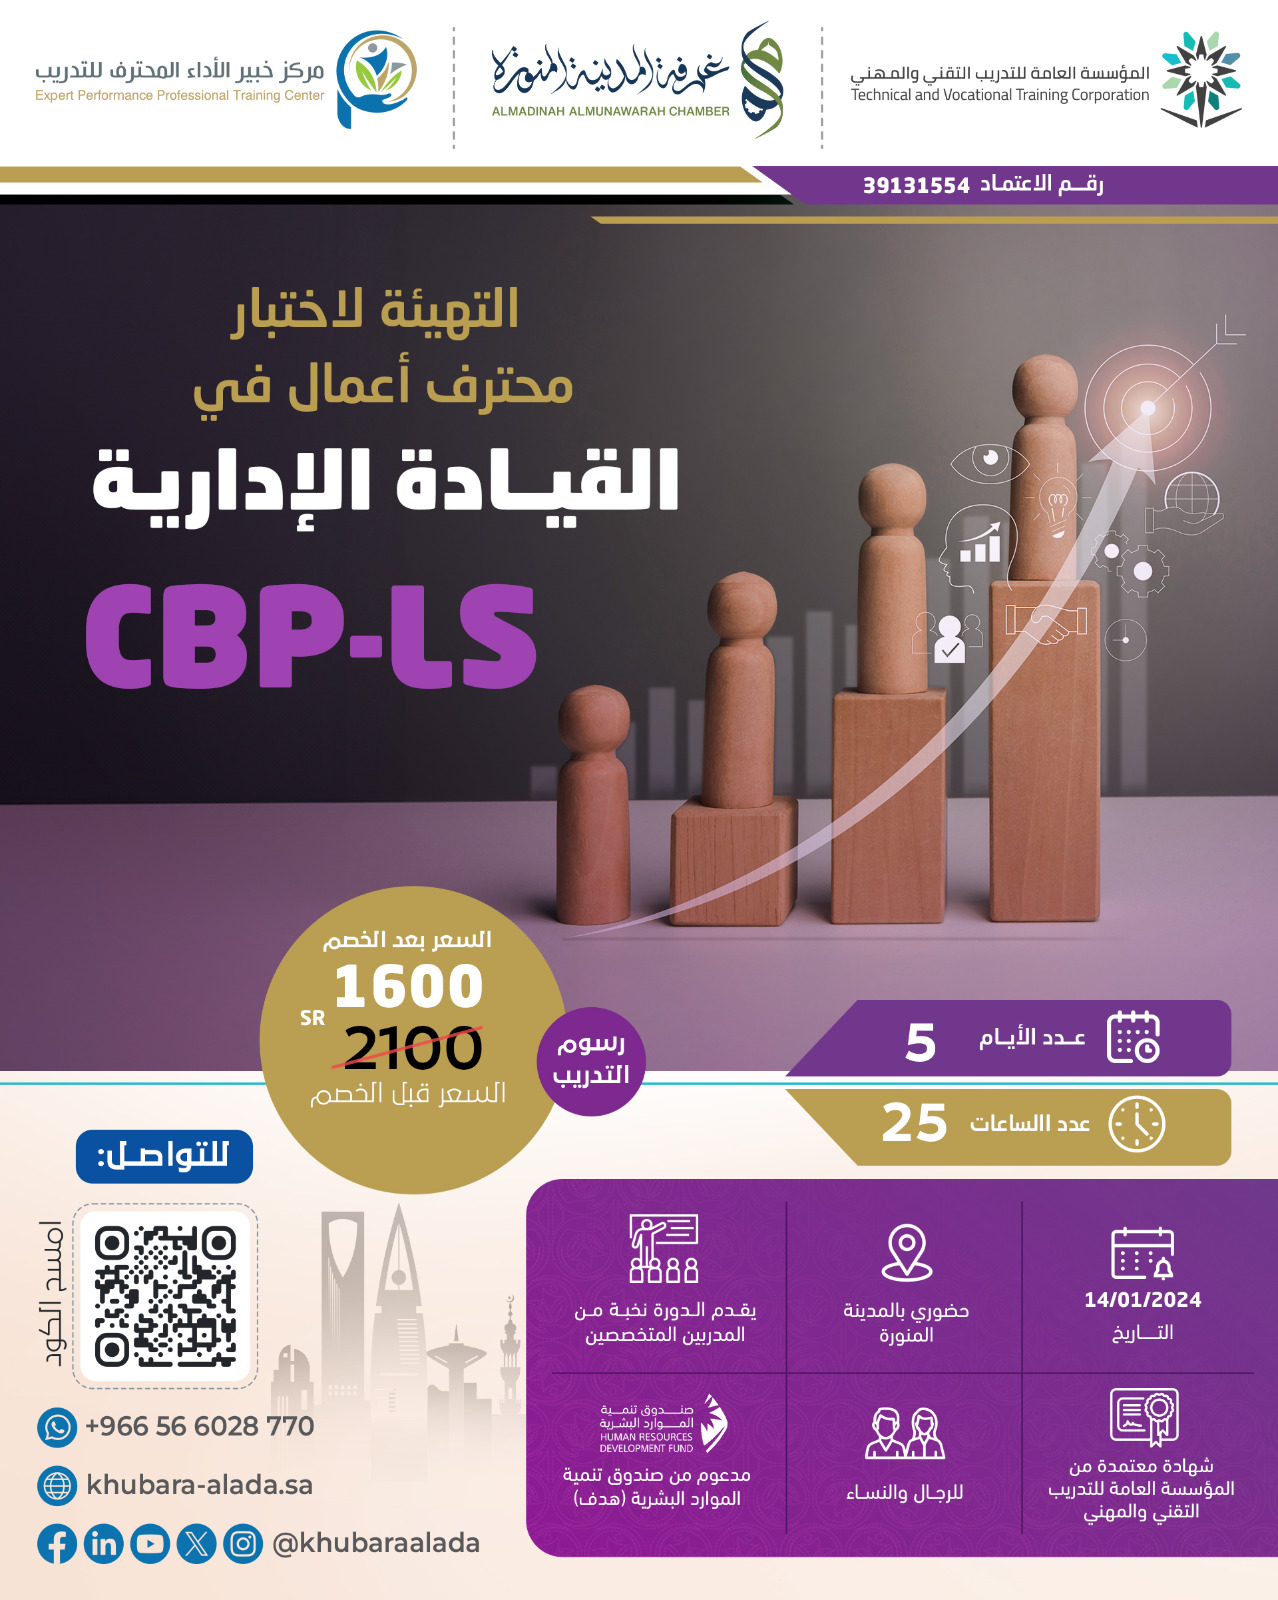 المؤسسة العامة للتدريب التقني والمهني
Technical and Vocational Training Corporation
غرفة المدينة المنورة
ALMADINAH ALMUNAWARAH CHAMBER
مركز خبير الأداء المحترف للتدريب
Expert Performance Professional Training Center
رقم الاعتماد 39131554
التهيئة لاختبار
محترف أعمال في
القيادة الإدارية
CBP-LS
السعر بعد الخصم
1600
SR
2100
السعر قبل الخصم
رسوم
التدريب
عدد الأيام 5
عدد االساعات 25
14/01/2024
التاريخ
حضوري بالمدينة
المنورة
يقدم الدورة نخبة من
المدربين المتخصصين
شهادة معتمدة من
المؤسسة العامة للتدريب
التقني والمهني
للرجال والنساء
صندوق تنمية
الموارد البشرية
HUMAN RESOURCES
DEVELOPMENT FUND
مدعوم من صندوق تنمية
الموارد البشرية (هدف)
للتواصل:
امسح الكود
+966 56 6028 770
khubara-alada.sa
@khubaraalada